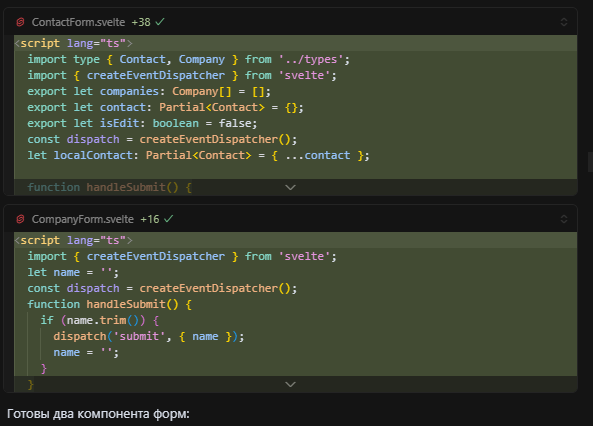 ContactForm.svelte +38
<script lang="ts">
import type { Contact, Company } from '../types';
import { createEventDispatcher } from 'svelte';
export let companies: Company[] = [];
export let contact: Partial<Contact> = {};
export let isEdit: boolean = false;
const dispatch = createEventDispatcher();
let localContact: Partial<Contact> = { ...contact };
function handleSubmit() {
CompanyForm.svelte +16
<script lang="ts">
import { createEventDispatcher } from 'svelte';
let name = '';
const dispatch = createEventDispatcher();
function handleSubmit() {
if (name.trim()) {
dispatch('submit', { name });
name = '';
}
}
Готовы два компонента форм: